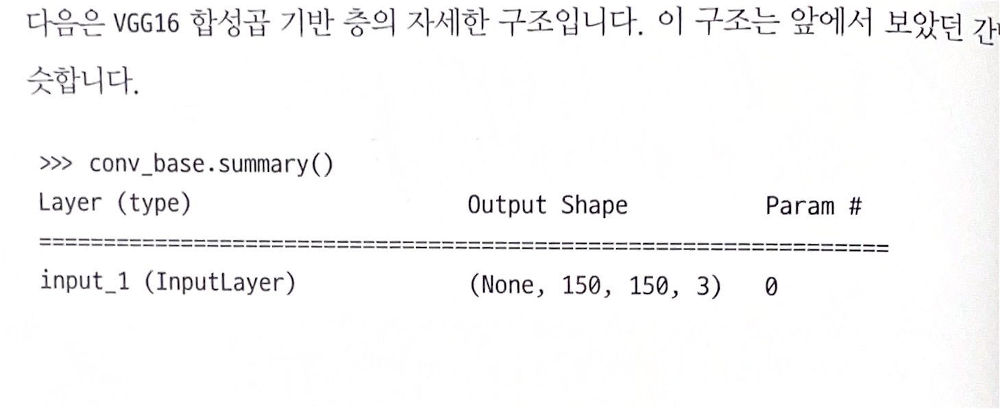 다음은 VGG16 합성곱 기반 층의 자세한 구조입니다. 이 구조는 앞에서 보았던
슷합니다.
>>> conv_base.summary()
Layer (type) Output Shape Param #
=================================================================
input_1 (InputLayer) (None, 150, 150, 3) 0